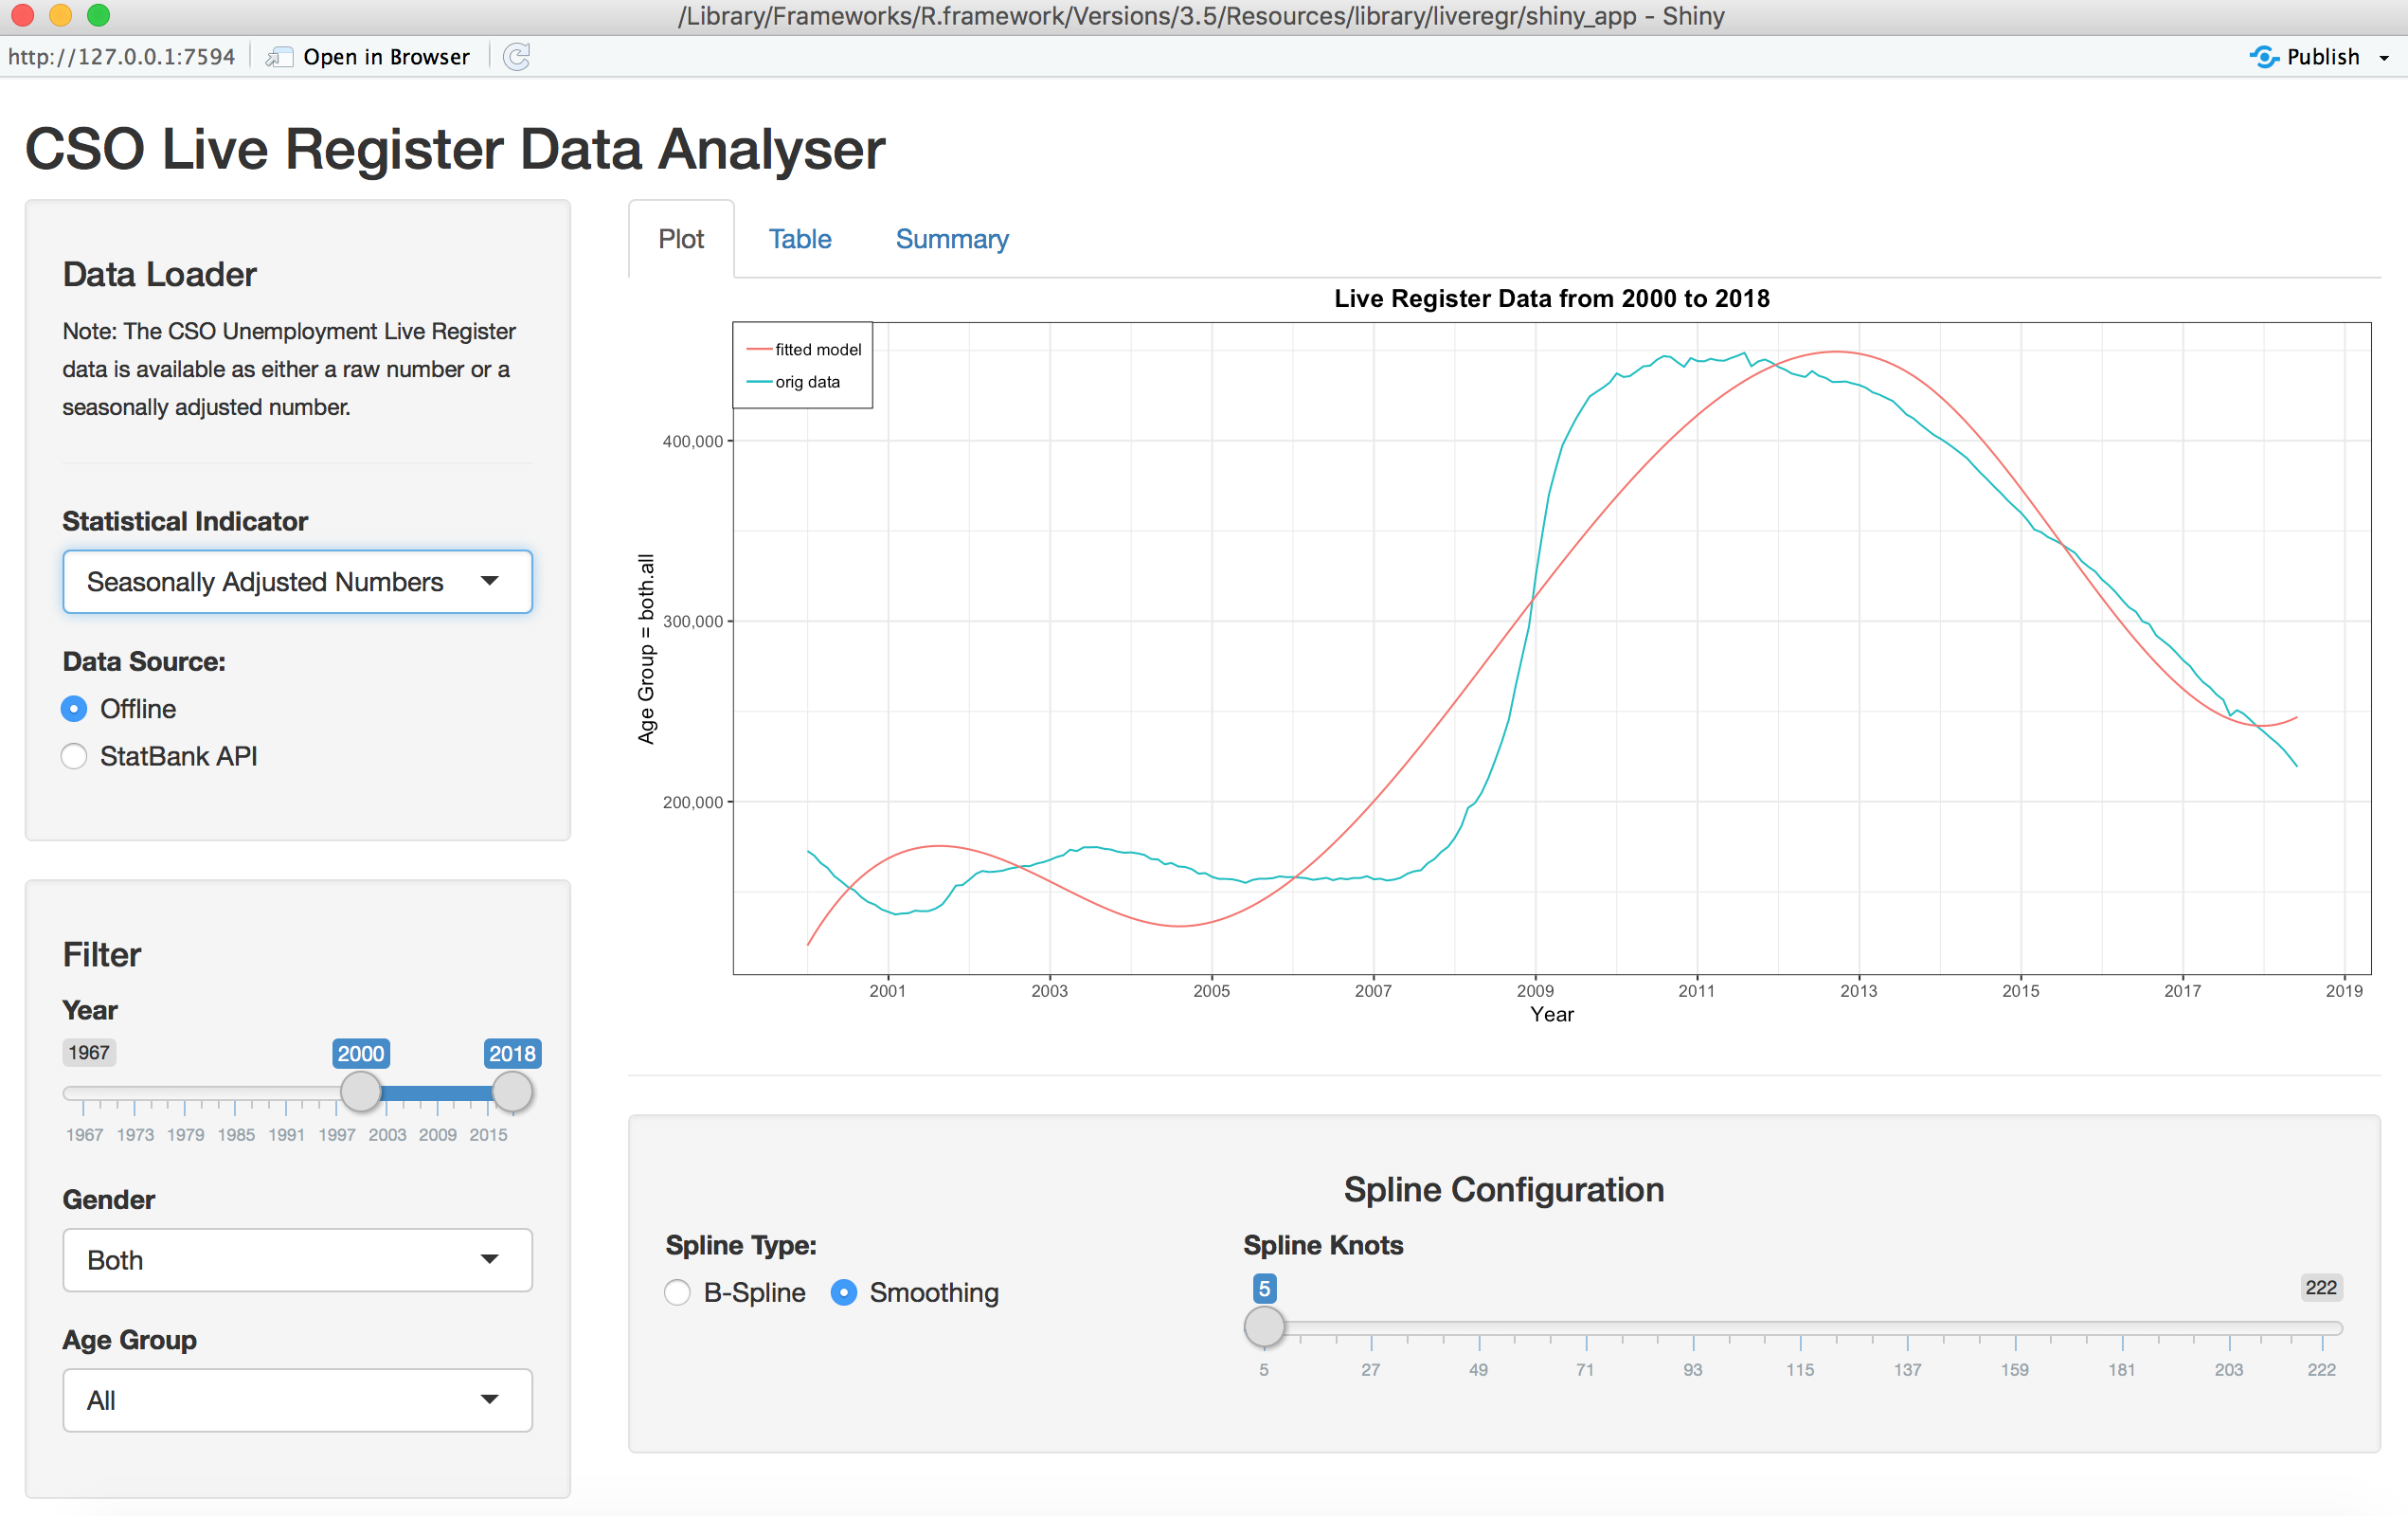 /Library/Frameworks/R.framework/Versions/3.5/Resources/library/liveregr/shiny_app - Shiny
http://127.0.0.1:7594 Open in Browser Publish
CSO Live Register Data Analyser
Data Loader
Note: The CSO Unemployment Live Register
data is available as either a raw number or a
seasonally adjusted number.
Statistical Indicator
Seasonally Adjusted Numbers
Data Source:
Offline
StatBank API
Filter
Year
1967 2000 2018
1967 1973 1979 1985 1991 1997 2003 2009 2015
Gender
Both
Age Group
All
Plot Table Summary
Live Register Data from 2000 to 2018
fitted model
orig data
Age Group = both.all
400,000
300,000
200,000
2001 2003 2005 2007 2009 2011 2013 2015 2017 2019
Year
Spline Configuration
Spline Type:
B-Spline Smoothing
Spline Knots
5 222
5 27 49 71 93 115 137 159 181 203 222